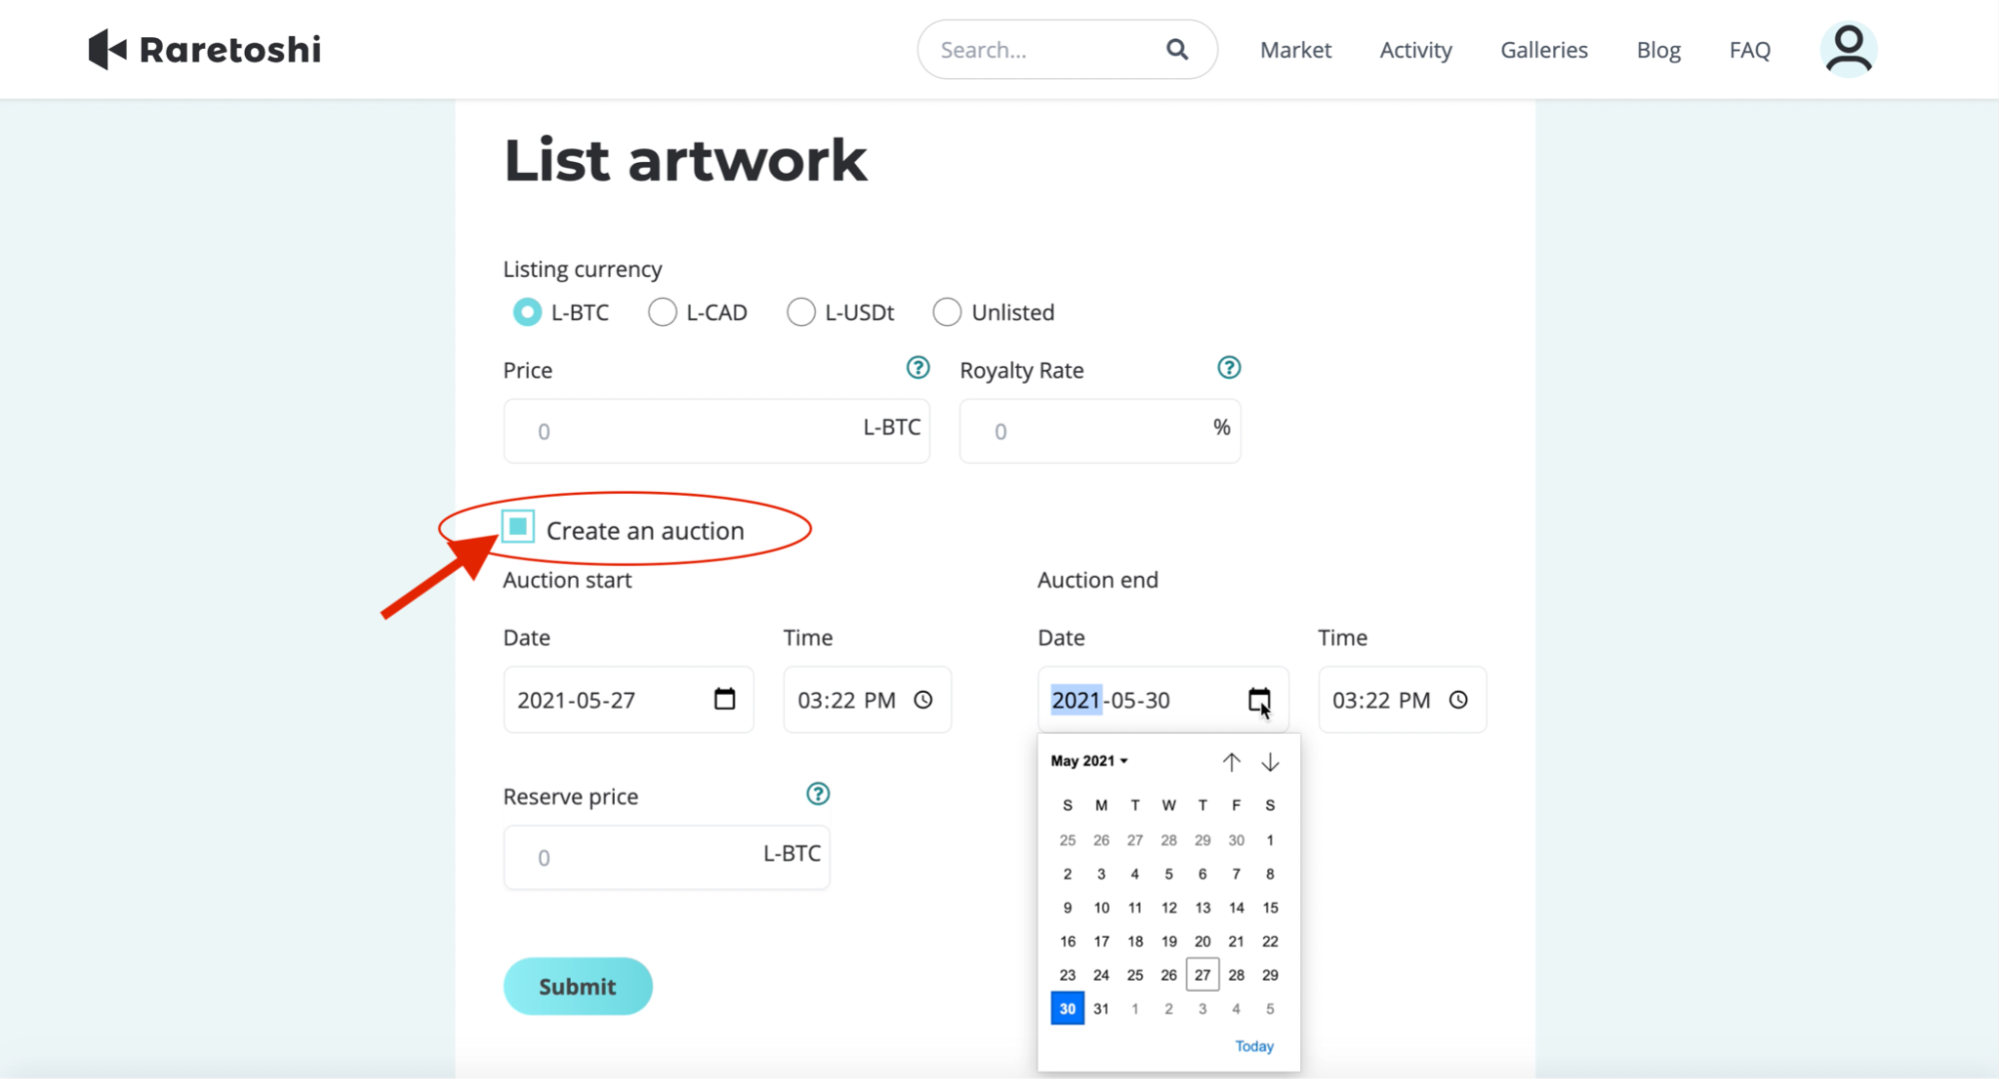 Raretoshi
Search...
Market
Activity
Galleries
Blog
FAQ
List artwork
Listing currency
L-BTC
L-CAD
L-USDt
Unlisted
Price
?
Royalty Rate
?
0
L-BTC
0
%
Create an auction
Auction start
Auction end
Date
Time
Date
Time
2021-05-27
03:22 PM
2021-05-30
03:22 PM
May 2021
S M T W T F S
25 26 27 28 29 30 1
2 3 4 5 6 7 8
9 10 11 12 13 14 15
16 17 18 19 20 21 22
23 24 25 26 27 28 29
30 31 1 2 3 4 5
Today
Reserve price
?
0
L-BTC
Submit